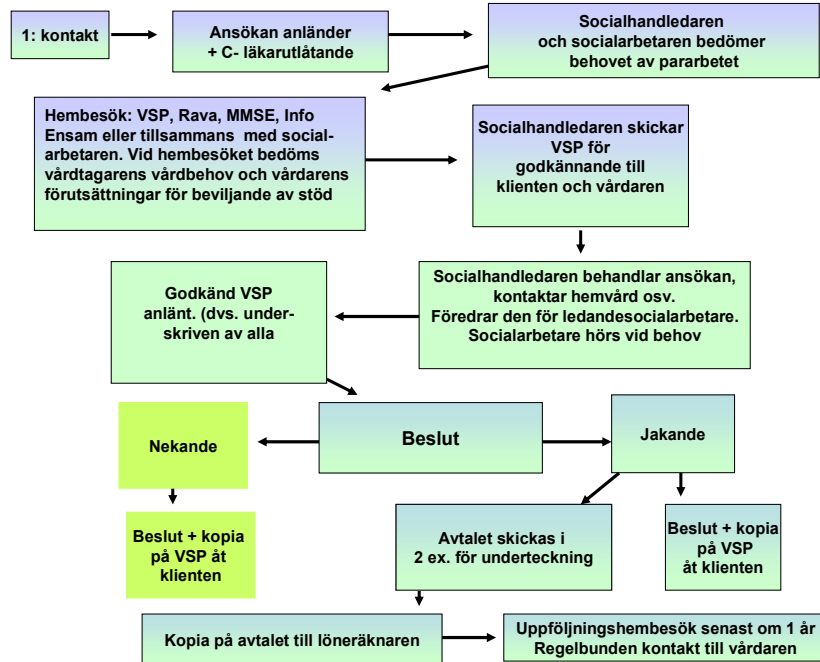 1: kontakt
Ansökan anländer
+ C- läkarutlåtande
Socialhandledaren
och socialarbetaren bedömer
behovet av pararbetet
Hembesök: VSP, Rava, MMSE, Info
Ensam eller tillsammans med social-
arbetaren. Vid hembesöket bedöms
vårdtagarens vårdbehov och vårdarens
förutsättningar för beviljande av stöd
Socialhandledaren skickar
VSP för
godkännande till
klienten och vårdaren
Socialhandledaren behandlar ansökan,
kontaktar hemvård osv.
Föredrar den för ledandesocialarbetare.
Socialarbetare hörs vid behov
Godkänd VSP
anlänt. (dvs. under-
skriven av alla
Beslut
Nekande
Jakande
Beslut + kopia
på VSP åt
klienten
Avtalet skickas i
2 ex. för underteckning
Beslut + kopia
på VSP
åt klienten
Kopia på avtalet till löneräknaren
Uppföljningshembesök senast om 1 år
Regelbunden kontakt till vårdaren